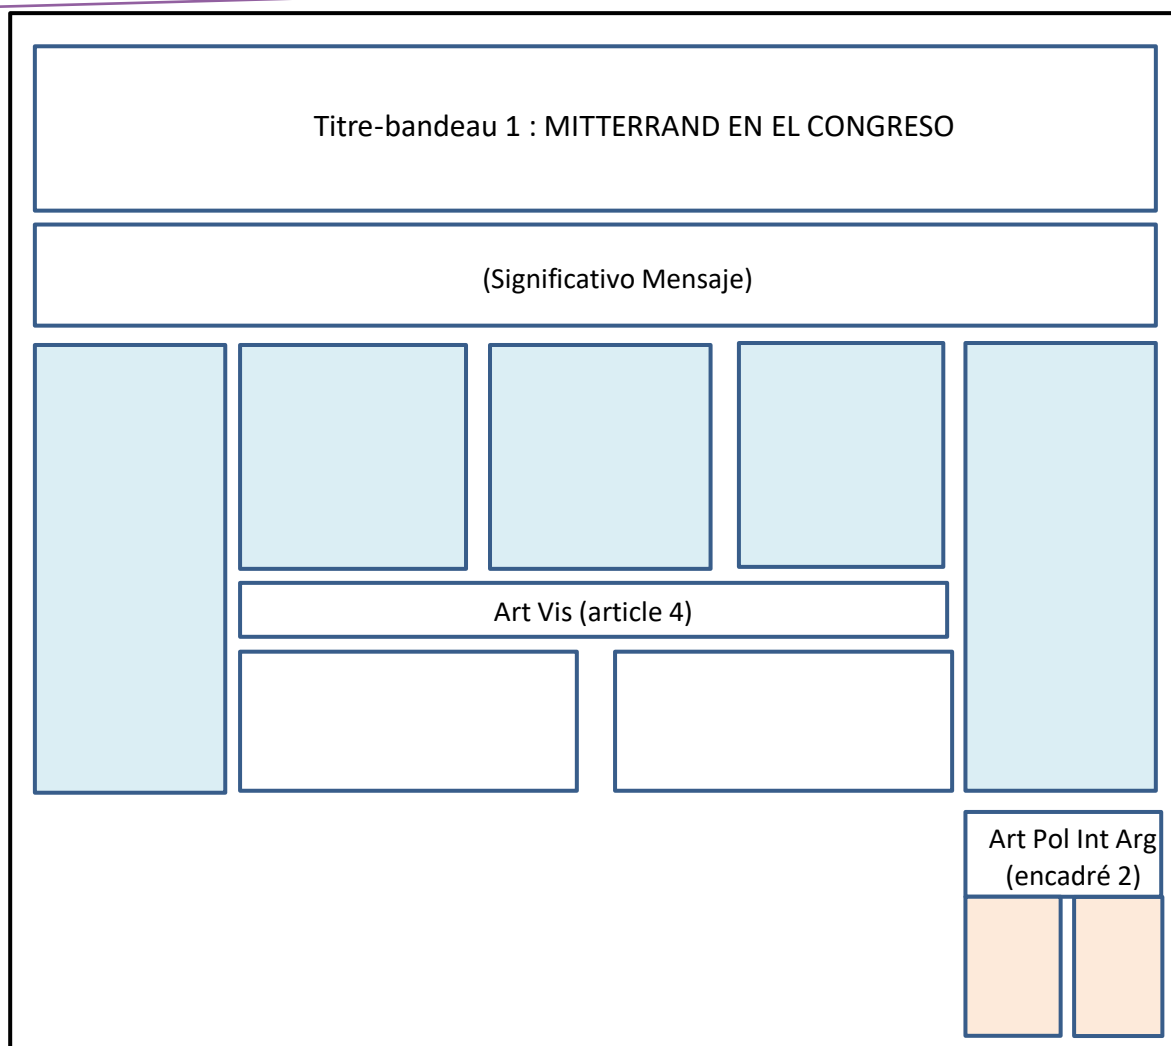 Titre-bandeau 1 : MITTERRAND EN EL CONGRESO
(Significativo Mensaje)
Art Vis (article 4)
Art Pol Int Arg
(encadré 2)